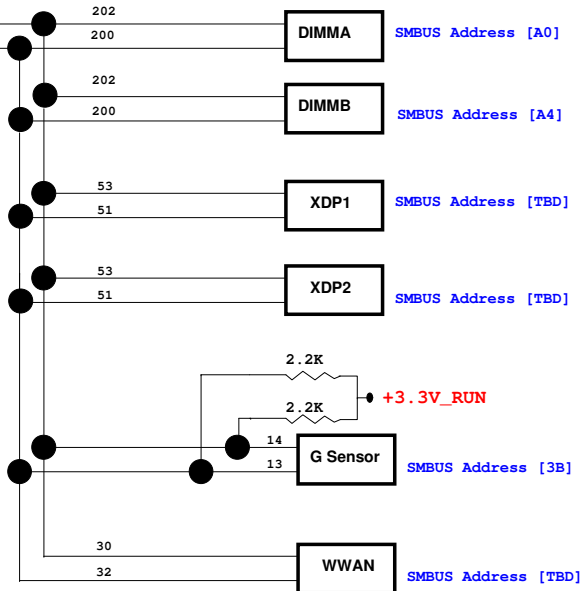 202
DIMMA
SMBUS Address [A0]
200
202
DIMMB
SMBUS Address [A4]
200
53
XDP1
SMBUS Address [TBD]
51
53
XDP2
SMBUS Address [TBD]
51
2.2K
+3.3V_RUN
2.2K
14
G Sensor
13
SMBUS Address [3B]
30
WWAN
32
SMBUS Address [TBD]